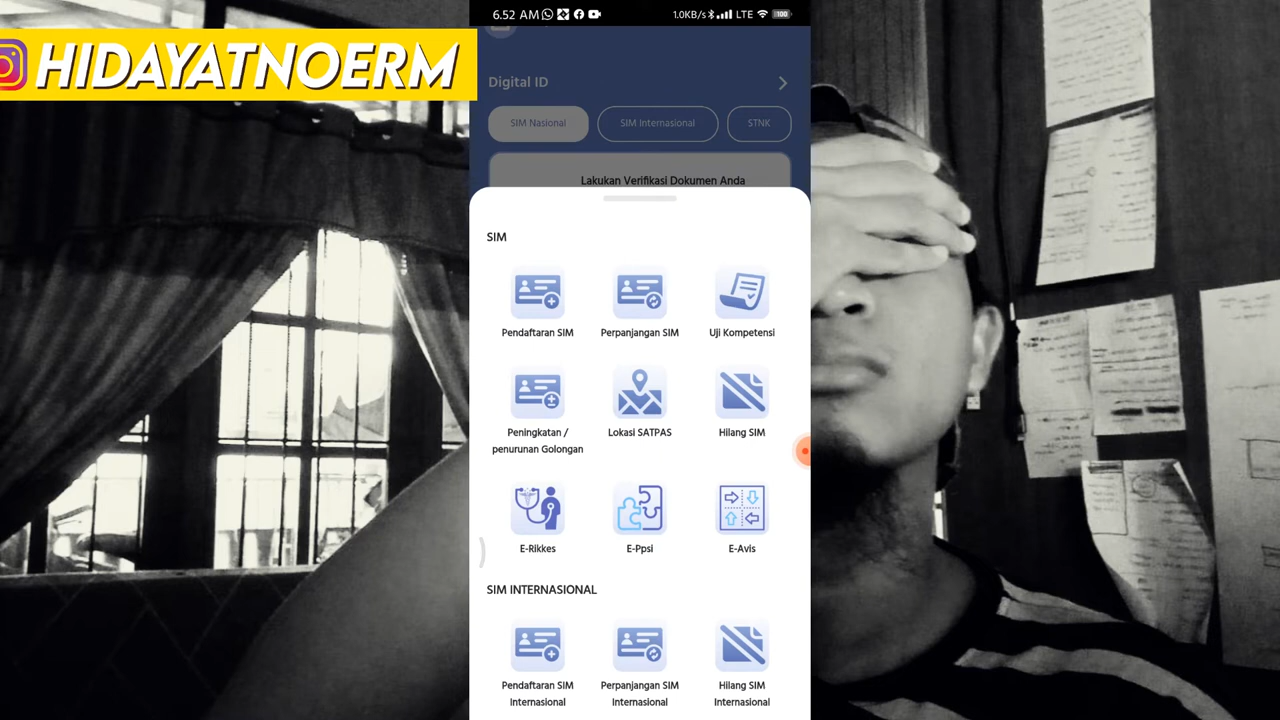 HIDAYATNOERM
6.52 AM
1.0KB/s LTE 100
Digital ID
SIM Nasional
SIM Internasional
STNK
Lakukan Verifikasi Dokumen Anda
SIM
Pendaftaran SIM
Perpanjangan SIM
Uji Kompetensi
Peningkatan /
penurunan Golongan
Lokasi SATPAS
Hilang SIM
E-Rikkes
E-Ppsi
E-Avis
SIM INTERNASIONAL
Pendaftaran SIM
Internasional
Perpanjangan SIM
Internasional
Hilang SIM
Internasional